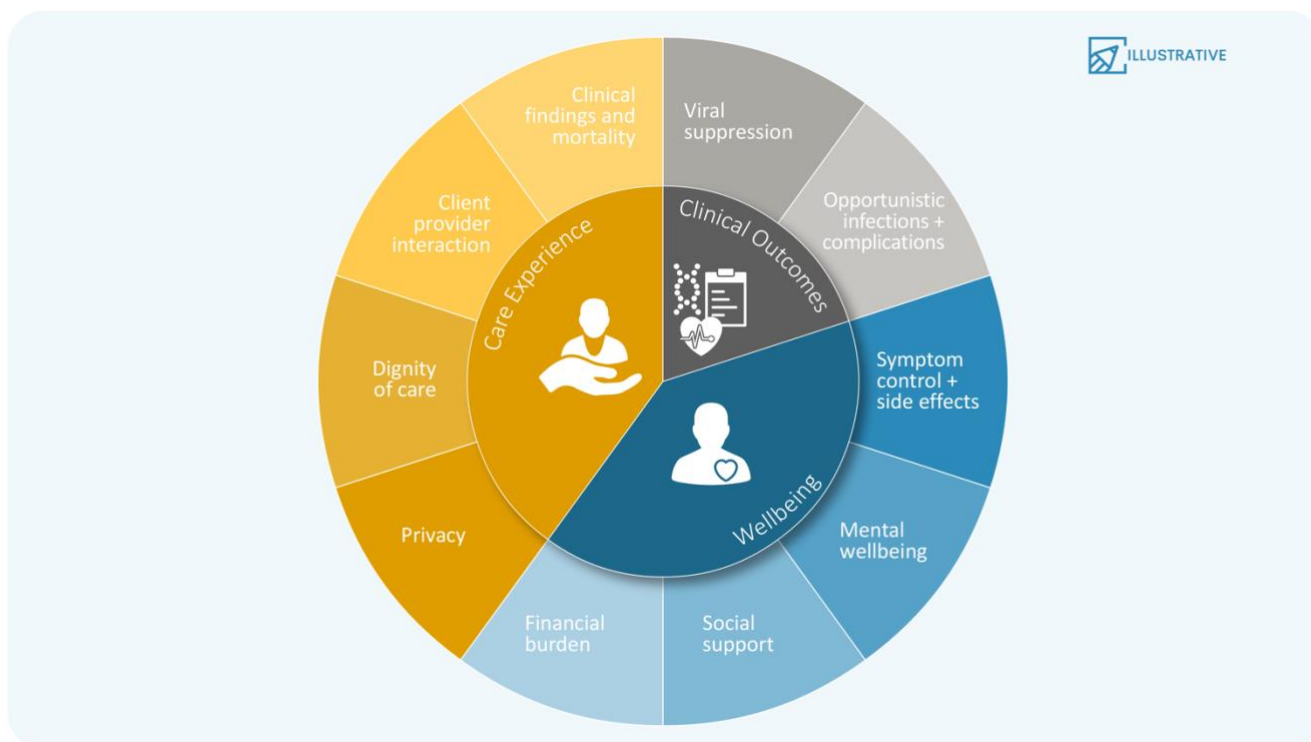 ILLUSTRATIVE
Clinical
findings and
mortality
Viral
suppression
Client
provider
interaction
Opportunistic
infections +
complications
Care Experience
Clinical Outcomes
Dignity
of care
Symptom
control +
side effects
Wellbeing
Privacy
Mental
wellbeing
Financial
burden
Social
support